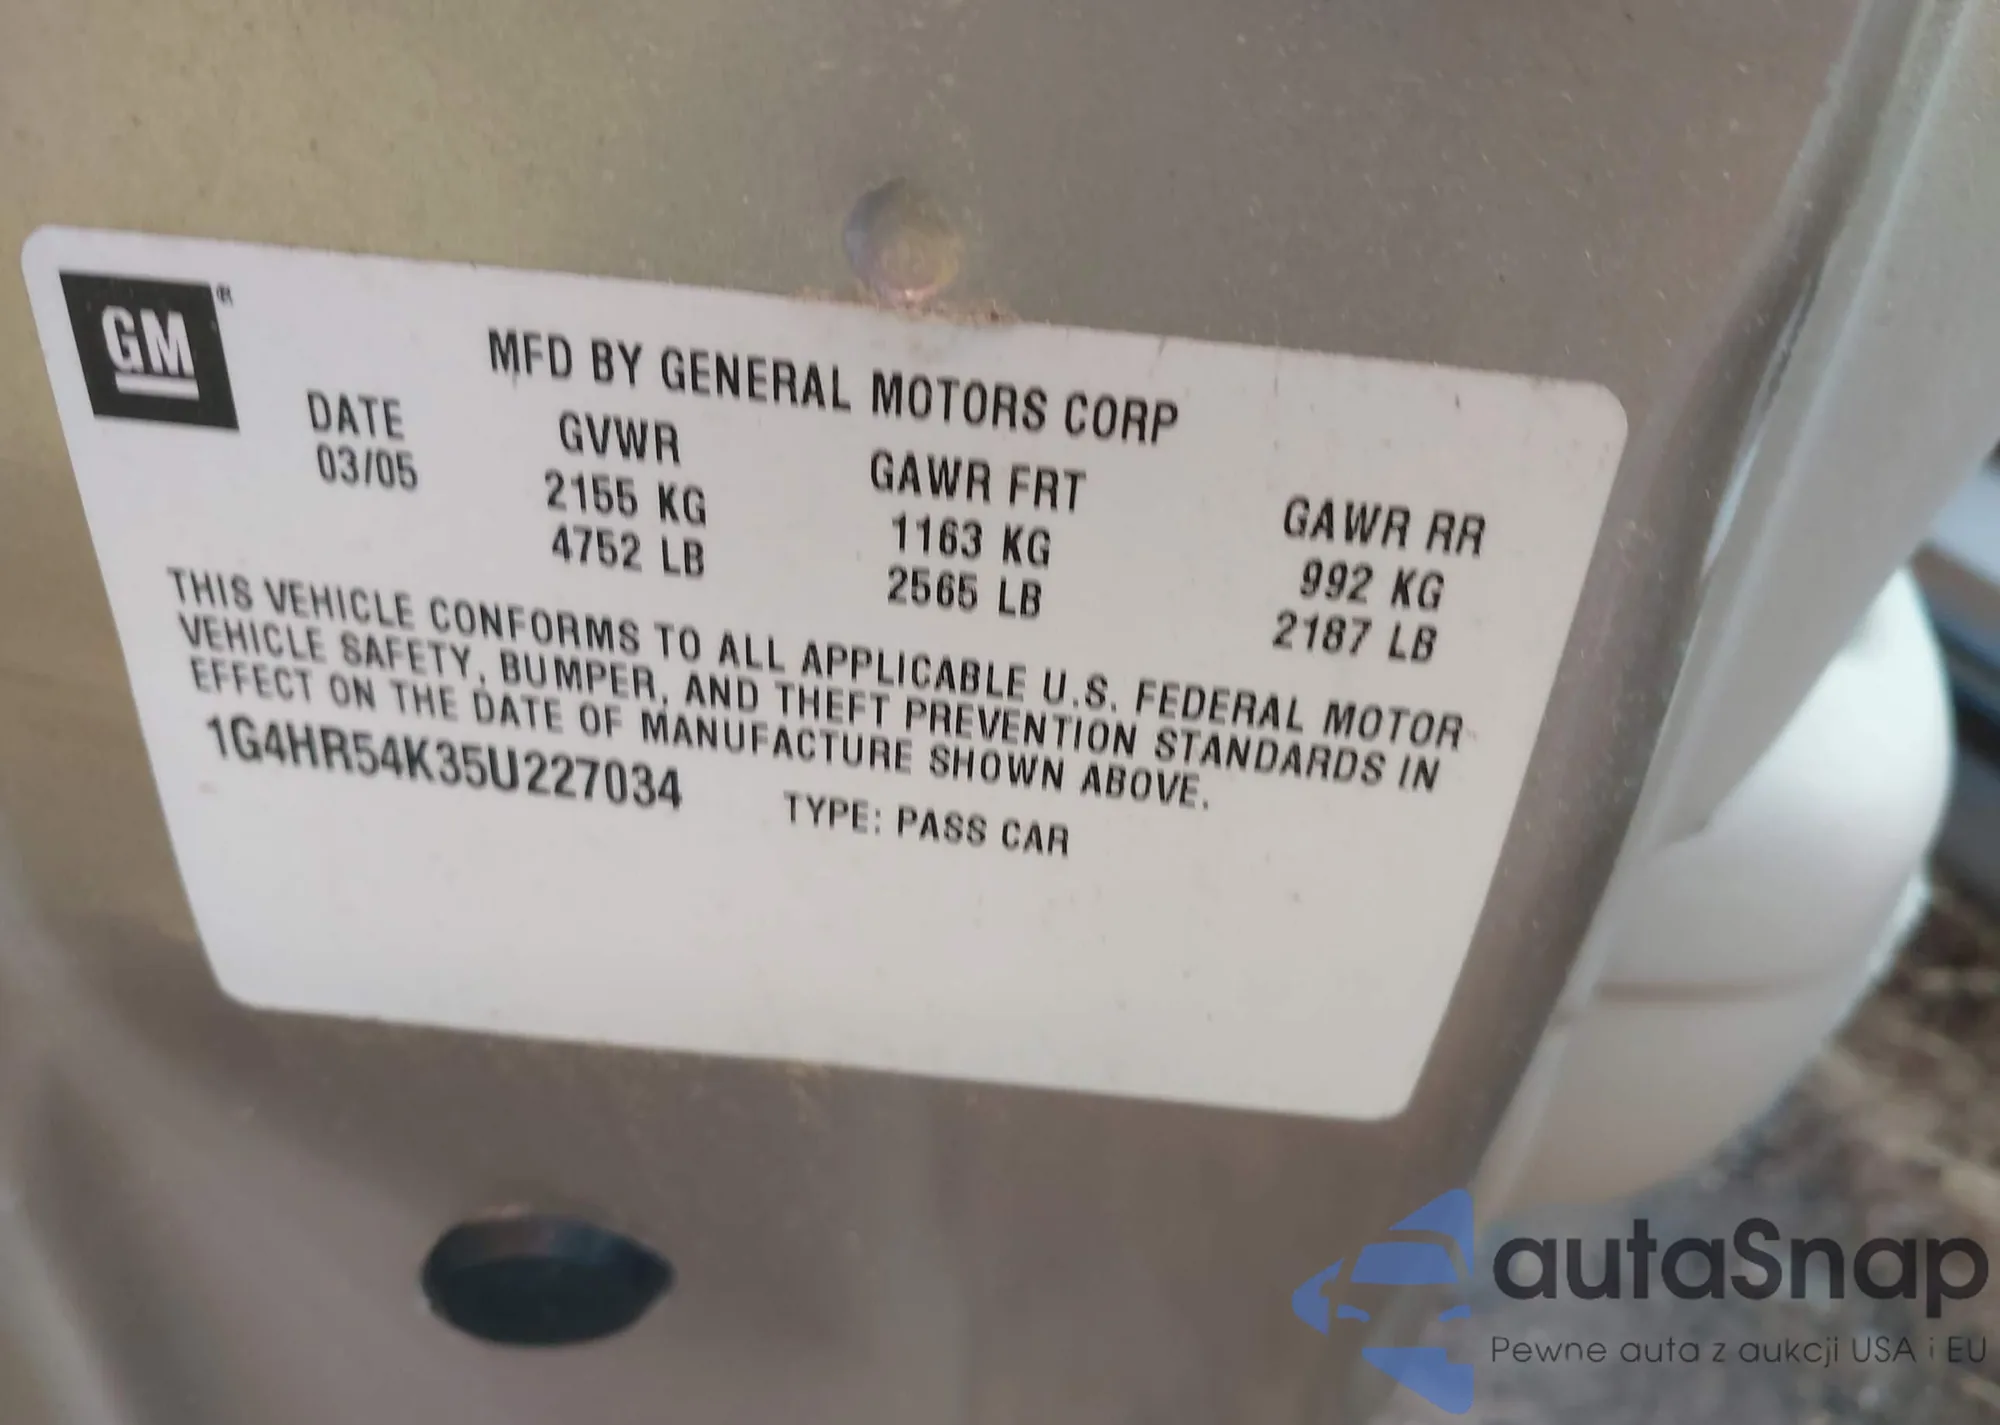 GM®
MFD BY GENERAL MOTORS CORP
DATE GVWR GAWR FRT GAWR RR
03/05 2155 KG 1163 KG 992 KG
4752 LB 2565 LB 2187 LB
THIS VEHICLE CONFORMS TO ALL APPLICABLE U.S. FEDERAL MOTOR
VEHICLE SAFETY, BUMPER, AND THEFT PREVENTION STANDARDS IN
EFFECT ON THE DATE OF MANUFACTURE SHOWN ABOVE.
1G4HR54K35U227034 TYPE: PASS CAR
autaSnap
Pewne auta z aukcji USA i EU